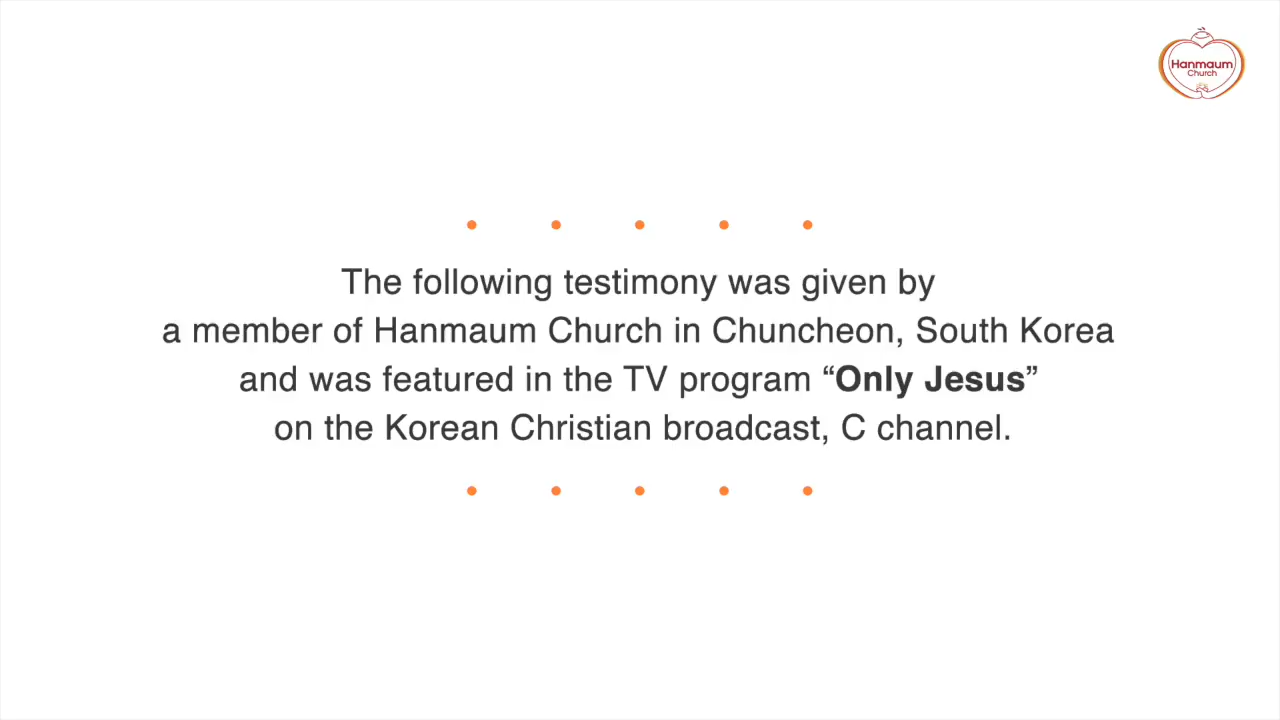 Hanmaum
Church
The following testimony was given by
a member of Hanmaum Church in Chuncheon, South Korea
and was featured in the TV program “Only Jesus”
on the Korean Christian broadcast, C channel.